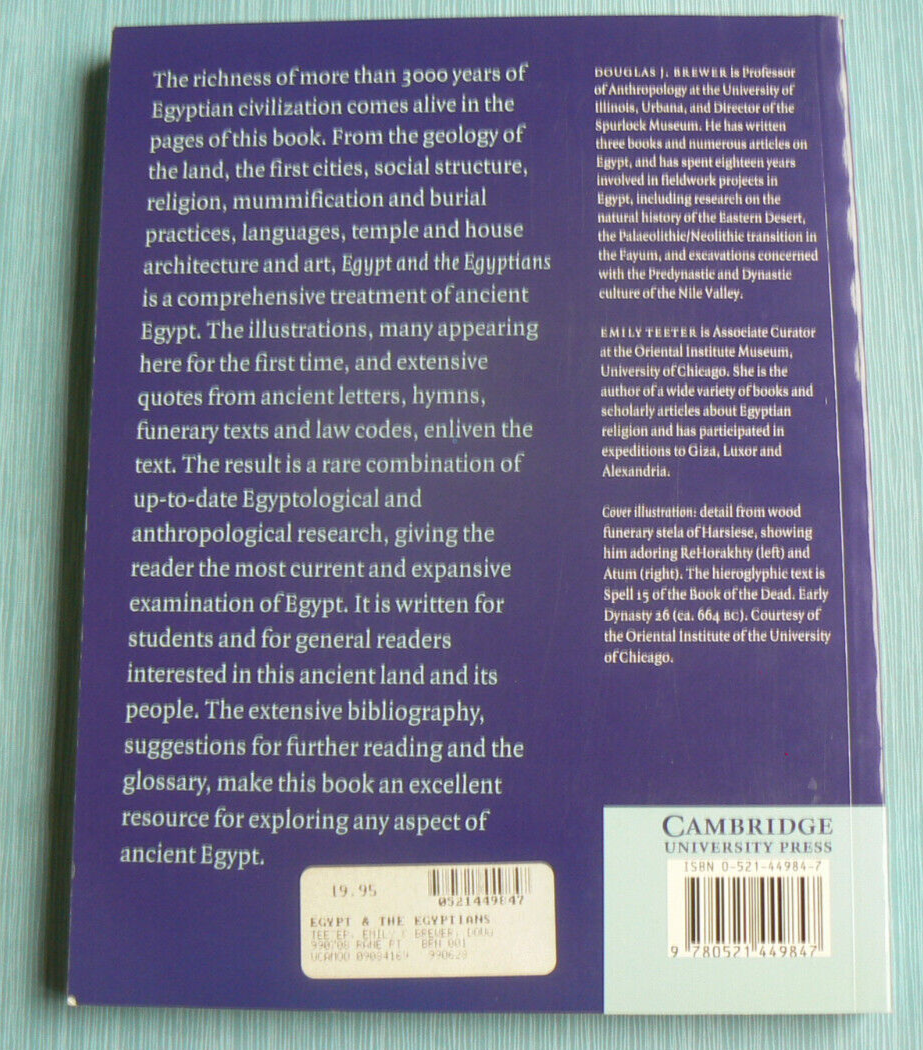 The richness of more than 3000 years of
Egyptian civilization comes alive in the
pages of this book. From the geology of
the land, the first cities, social structure,
religion, mummification and burial
practices, languages, temple and house
architecture and art, Egypt and the Egyptians
is a comprehensive treatment of ancient
Egypt. The illustrations, many appearing
here for the first time, and extensive
quotes from ancient letters, hymns,
funerary texts and law codes, enliven the
text. The result is a rare combination of
up-to-date Egyptological and
anthropological research, giving the
reader the most current and expansive
examination of Egypt. It is written for
students and for general readers
interested in this ancient land and its
people. The extensive bibliography,
suggestions for further reading and the
glossary, make this book an excellent
resource for exploring any aspect of
ancient Egypt.
DOUGLAS J. BREWER is Professor
of Anthropology at the University of
Illinois, Urbana, and Director of the
Spurlock Museum. He has written
three books and numerous articles on
Egypt, and has spent eighteen years
involved in fieldwork projects in
Egypt, including research on the
natural history of the Eastern Desert,
the Palaeolithic/Neolithic transition in
the Fayum, and excavations concerned
with the Predynastic and Dynastic
culture of the Nile Valley.
EMILY TEETER is Associate Curator
at the Oriental Institute Museum,
University of Chicago. She is the
author of a wide variety of books and
scholarly articles about Egyptian
religion and has participated in
expeditions to Giza, Luxor and
Alexandria.
Cover illustration: detail from wood
funerary stela of Harsiese, showing
him adoring ReHorakhty (left) and
Atum (right). The hieroglyphic text is
Spell 15 of the Book of the Dead. Early
Dynasty 26 (ca. 664 BC). Courtesy of
the Oriental Institute of the University
of Chicago.
19.95
0521449847
EGYPT & THE EGYPTIANS
BREWER, DOUG
990708 PT BRN 001
990628
CAMBRIDGE
UNIVERSITY PRESS
ISBN 0-521-44984-7
9 780521 449847